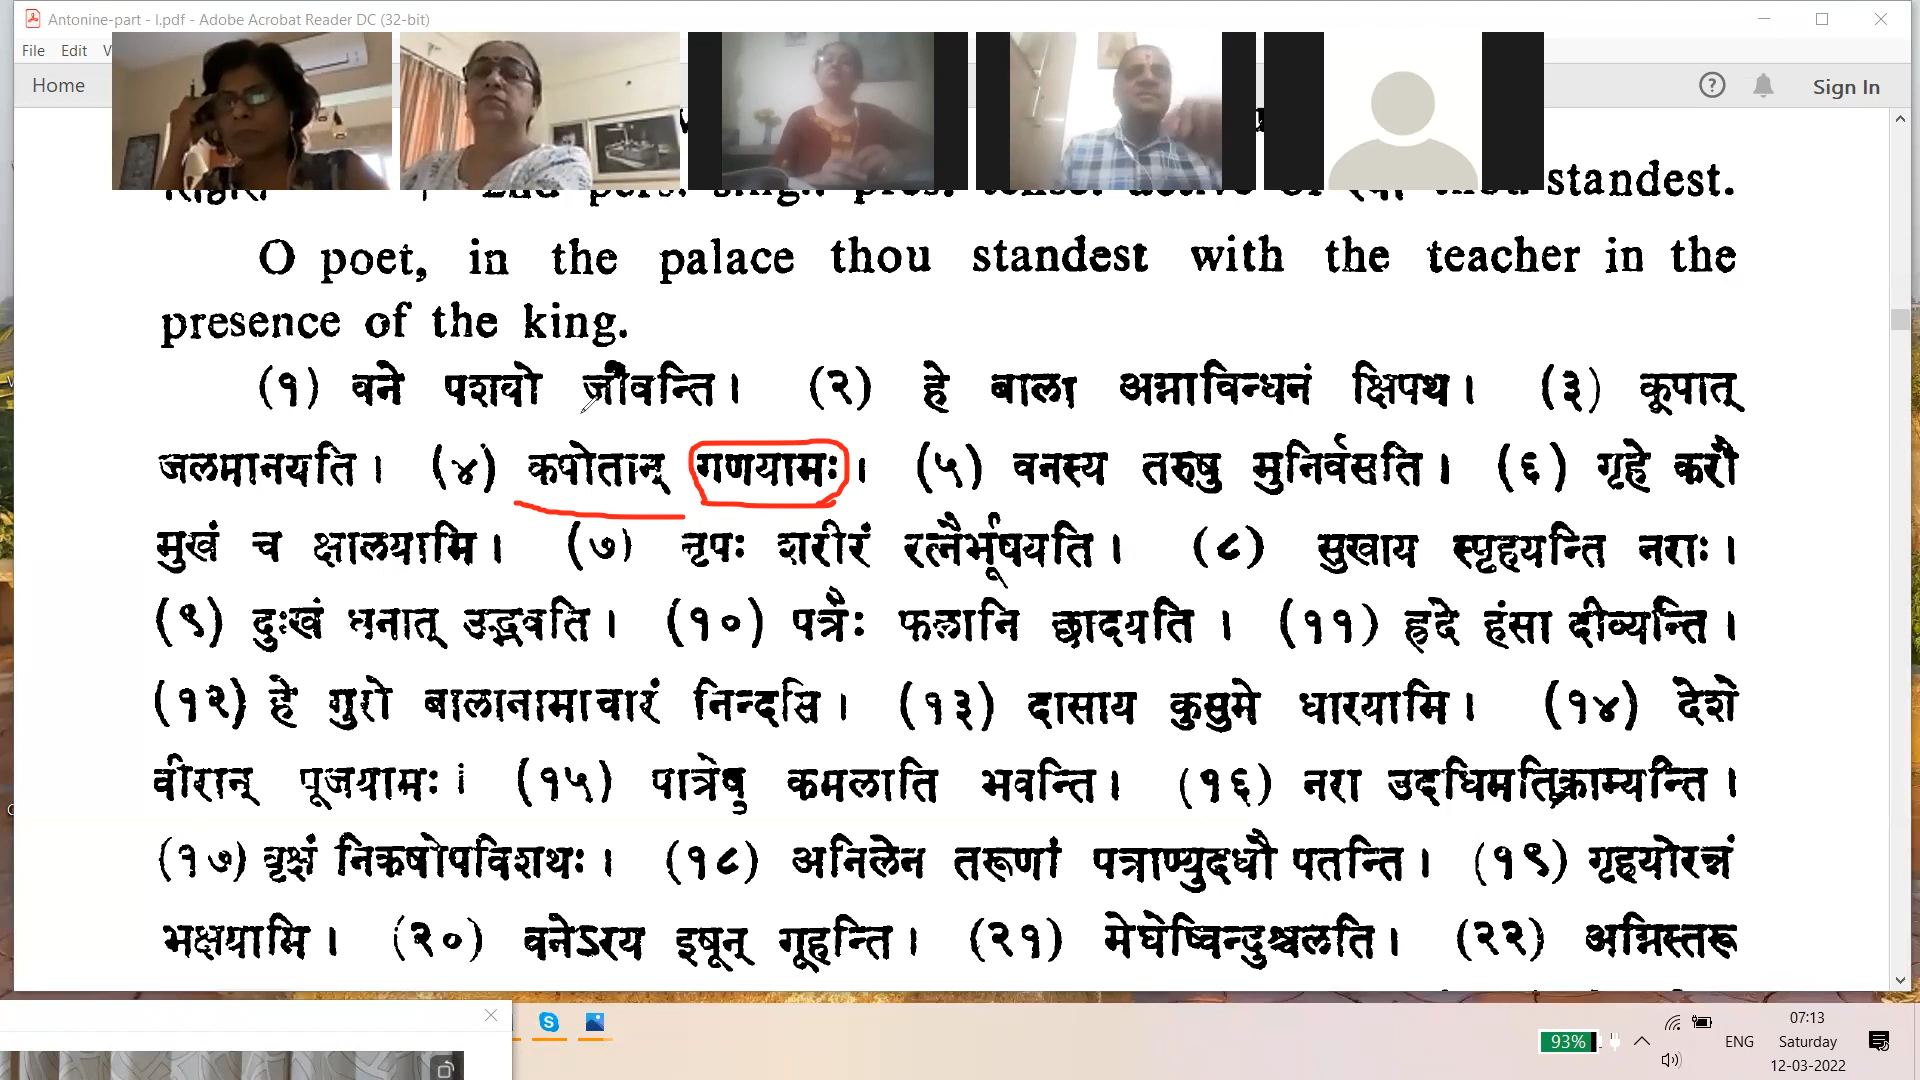 Antonine-part - I.pdf - Adobe Acrobat Reader DC (32-bit)
File Edit V
Home
Sign In
standest.
O poet, in the palace thou standest with the teacher in the
presence of the king.
(१) वने पशवो जीवन्ति । (२) हे बाला अग्नाविन्धनं क्षिपथ । (३) कूपात्
जलमानयति । (४) कपोतान् गणयामः । (५) वनस्य तरुषु मुनिर्वसति । (६) गृहे करौ
मुखं च क्षालयामि । (७) नृपः शरीरं रत्नैर्भूषयति । (८) सुखाय स्पृहयन्ति नराः ।
(९) दुःखं धनात् उद्भवति । (१०) पत्रैः फलानि छादयति । (११) ह्रदे हंसा दीव्यन्ति ।
(१२) हे गुरो बालानामाचारं निन्दसि । (१३) दासाय कुसुमे धारयामि । (१४) देशे
वीरान् पूजयामः । (१५) पात्रेषु कमलाति भवन्ति । (१६) नरा उदधिमतिक्राम्यन्ति ।
(१७) वृक्षं निकषोपविशथः । (१८) अनिलेन तरूणां पत्राण्युदधौ पतन्ति । (१९) गृहयोरन्नं
भक्षयामि । (२०) वनेऽरय इषून् गूहन्ति । (२१) मेघेष्विन्दुश्चलति । (२२) अग्निस्तरू
93%
ENG
07:13
Saturday
12-03-2022